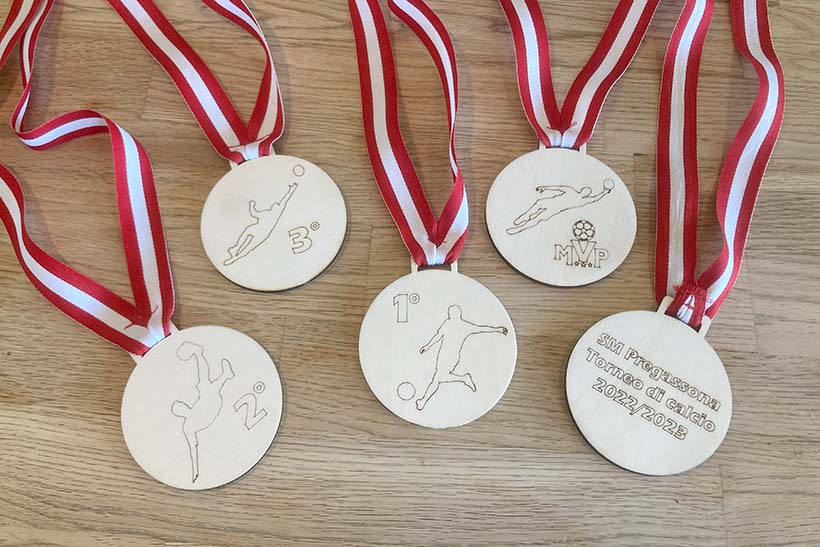 3°
1°
MVP
2°
SM Pregassona
Torneo di calcio
2022/2023